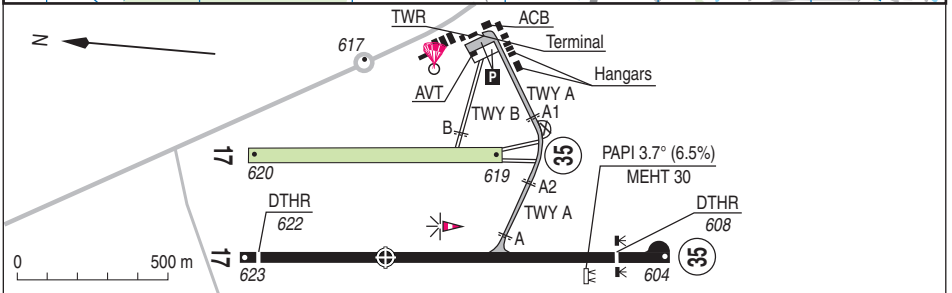 TWR
ACB
N
617
Terminal
P
Hangars
AVT
TWY A
TWY B
A1
B
17
620
619
35
PAPI 3.7° (6.5%)
MEHT 30
A2
DTHR
622
DTHR
608
TWY A
A
0
500 m
17
623
604
35